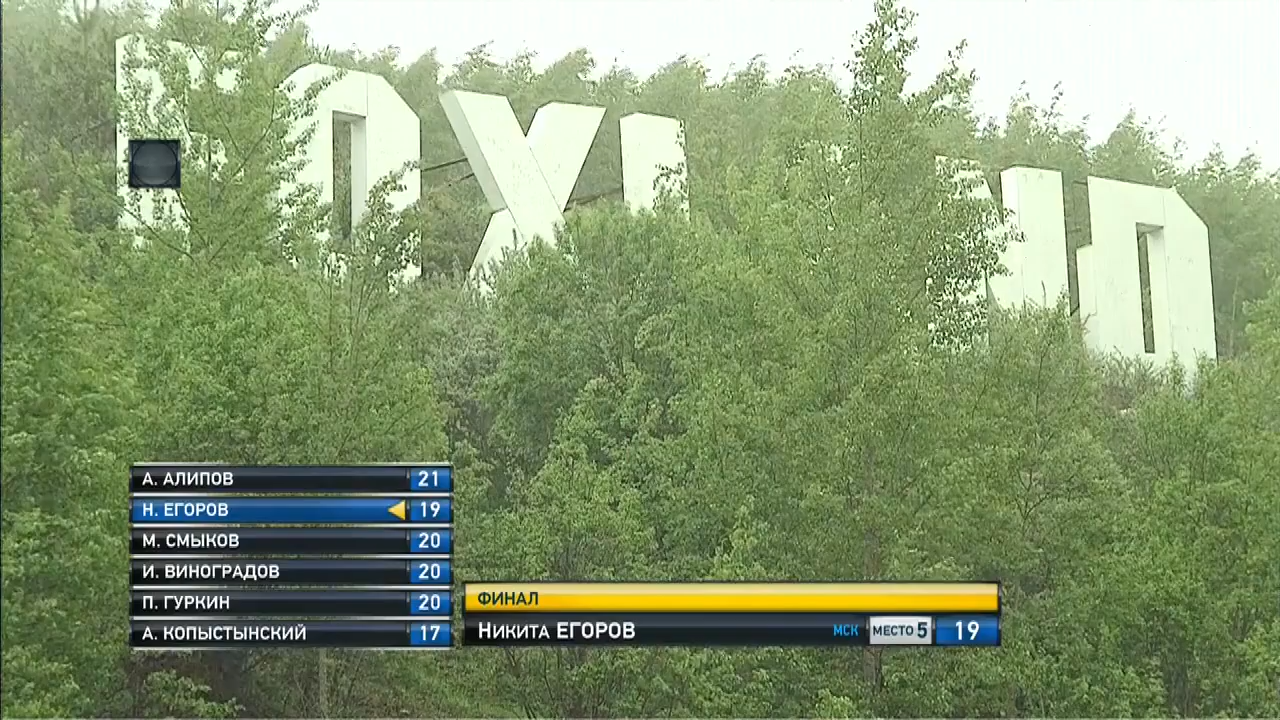 FOX
А. АЛИПОВ 21
Н. ЕГОРОВ 19
М. СМЫКОВ 20
И. ВИНОГРАДОВ 20
П. ГУРКИН 20
А. КОПЫСТЫНСКИЙ 17
ФИНАЛ
НИКИТА ЕГОРОВ МСК МЕСТО 5 19